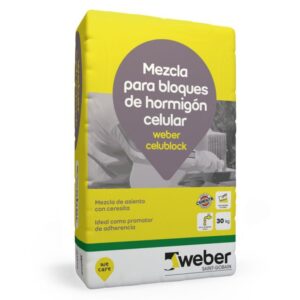 Mezcla
para bloques
de hormigón
celular
weber
celublock
Mezcla de asiento
con ceresita
Ideal como promotor
de adherencia
30 kg
we
care
weber
SAINT-GOBAIN